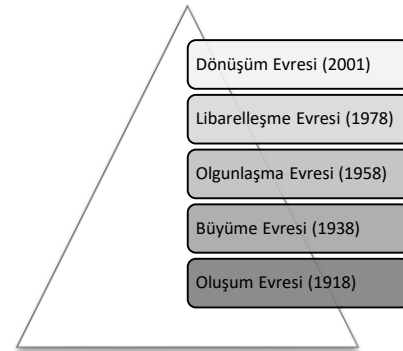 Dönüşüm Evresi (2001)
Libarelleşme Evresi (1978)
Olgunlaşma Evresi (1958)
Büyüme Evresi (1938)
Oluşum Evresi (1918)